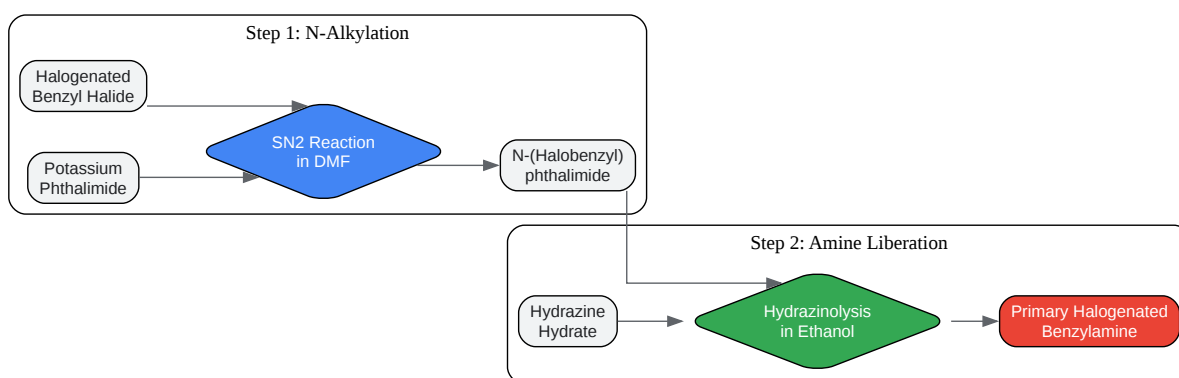 Step 1: N-Alkylation
Halogenated
Benzyl Halide
SN2 Reaction
in DMF
Potassium
Phthalimide
N-(Halobenzyl)
phthalimide
Step 2: Amine Liberation
Hydrazine
Hydrate
Hydrazinolysis
in Ethanol
Primary Halogenated
Benzylamine